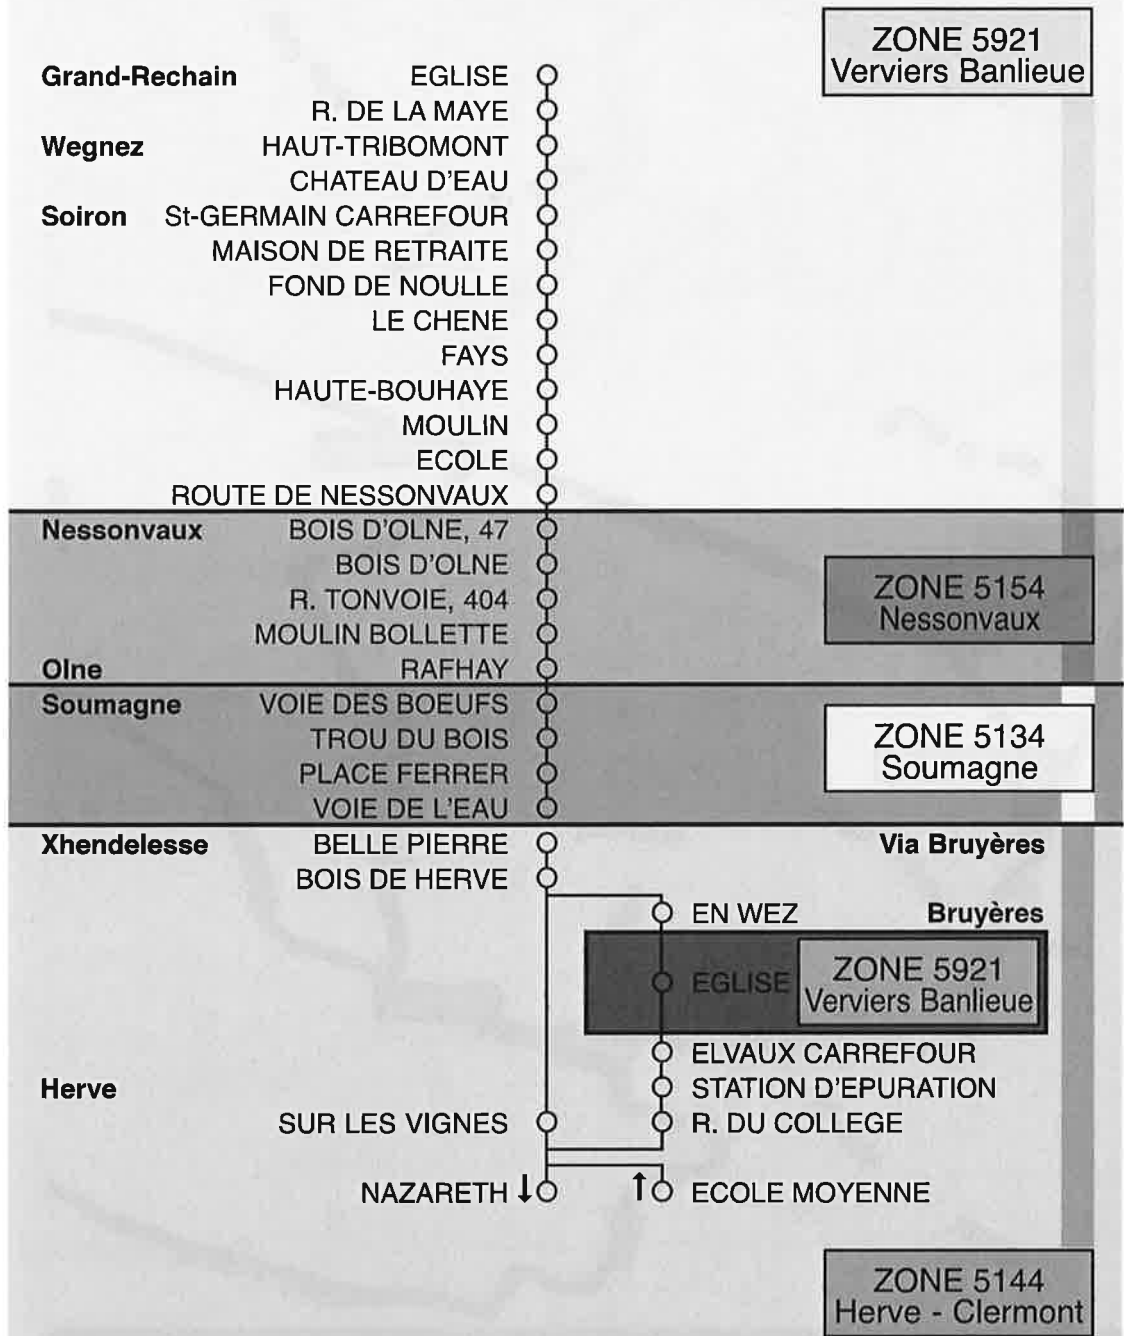 ZONE 5921
Verviers Banlieue
Grand-Rechain EGLISE
R. DE LA MAYE
Wegnez HAUT-TRIBOMONT
CHATEAU D'EAU
Soiron St-GERMAIN CARREFOUR
MAISON DE RETRAITE
FOND DE NOULLE
LE CHENE
FAYS
HAUTE-BOUHAYE
MOULIN
ECOLE
ROUTE DE NESSONVAUX
Nessonvaux BOIS D'OLNE, 47
BOIS D'OLNE
ZONE 5154
Nessonvaux
R. TONVOIE, 404
MOULIN BOLLETTE
Olne RAFHAY
Soumagne VOIE DES BOEUFS
TROU DU BOIS
ZONE 5134
Soumagne
PLACE FERRER
VOIE DE L'EAU
Xhendelesse BELLE PIERRE Via Bruyères
BOIS DE HERVE
EN WEZ Bruyères
EGLISE
ZONE 5921
Verviers Banlieue
ELVAUX CARREFOUR
Herve STATION D'EPURATION
SUR LES VIGNES R. DU COLLEGE
NAZARETH ↓ ↑ ECOLE MOYENNE
ZONE 5144
Herve - Clermont